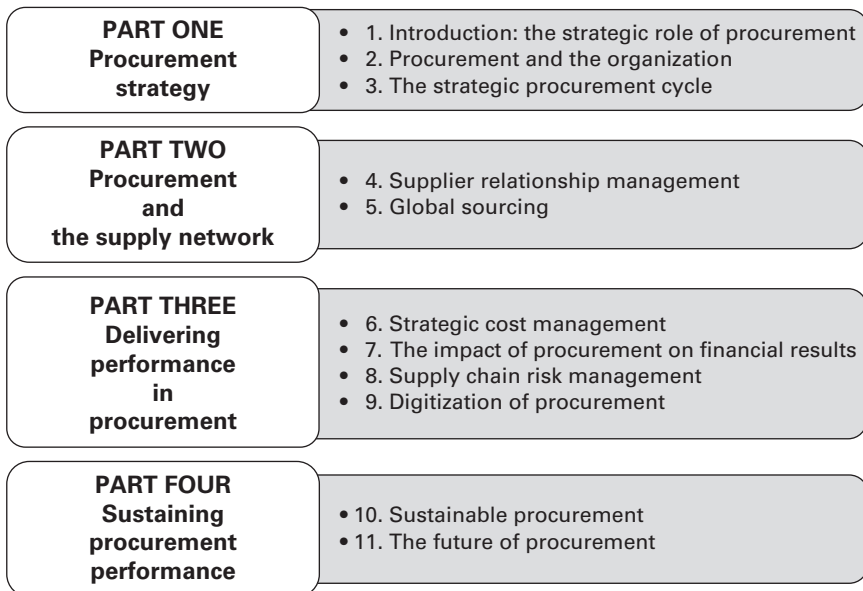 PART ONE
Procurement
strategy
• 1. Introduction: the strategic role of procurement
• 2. Procurement and the organization
• 3. The strategic procurement cycle
PART TWO
Procurement
and
the supply network
• 4. Supplier relationship management
• 5. Global sourcing
PART THREE
Delivering
performance
in
procurement
• 6. Strategic cost management
• 7. The impact of procurement on financial results
• 8. Supply chain risk management
• 9. Digitization of procurement
PART FOUR
Sustaining
procurement
performance
• 10. Sustainable procurement
• 11. The future of procurement